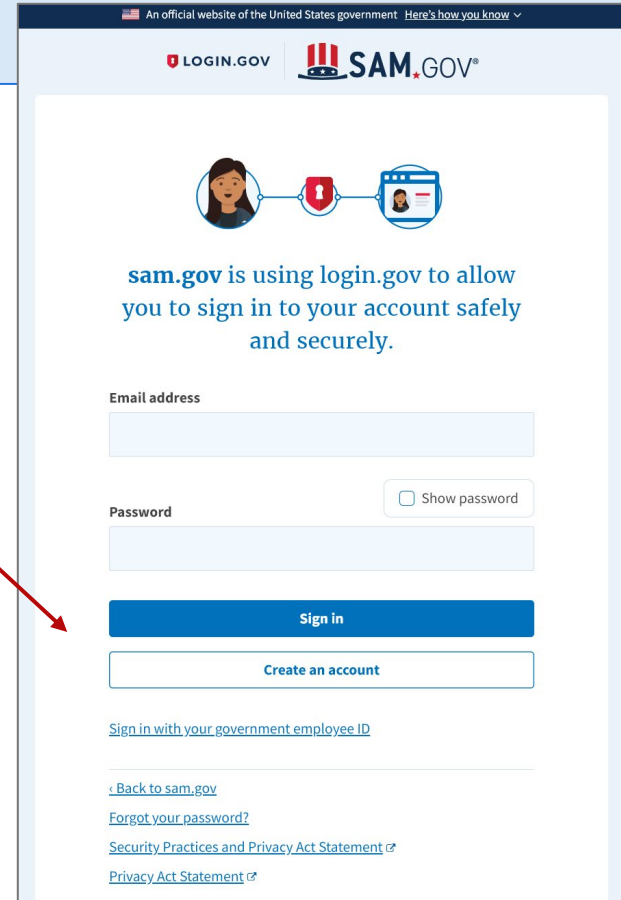 An official website of the United States government Here's how you know
LOGIN.GOV SAM.GOV®
sam.gov is using login.gov to allow
you to sign in to your account safely
and securely.
Email address
Show password
Password
Sign in
Create an account
Sign in with your government employee ID
‹ Back to sam.gov
Forgot your password?
Security Practices and Privacy Act Statement
Privacy Act Statement